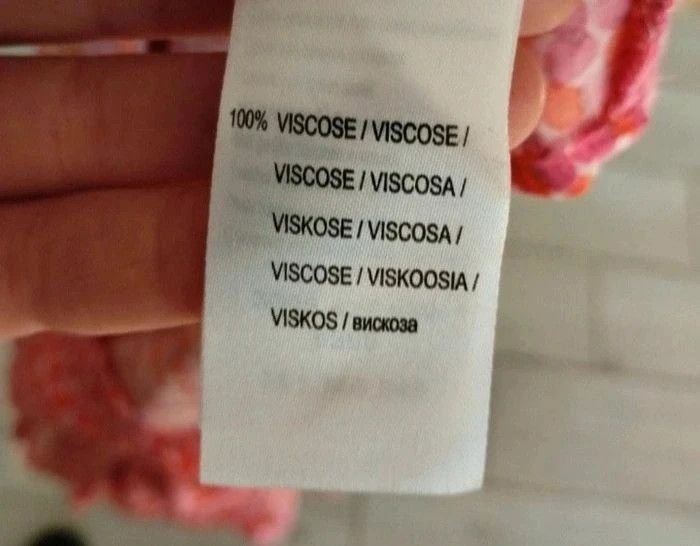 100% VISCOSE / VISCOSE /
VISCOSE / VISCOSA /
VISKOSE / VISCOSA /
VISCOSE / VISKOOSIA /
VISKOS / вискоза